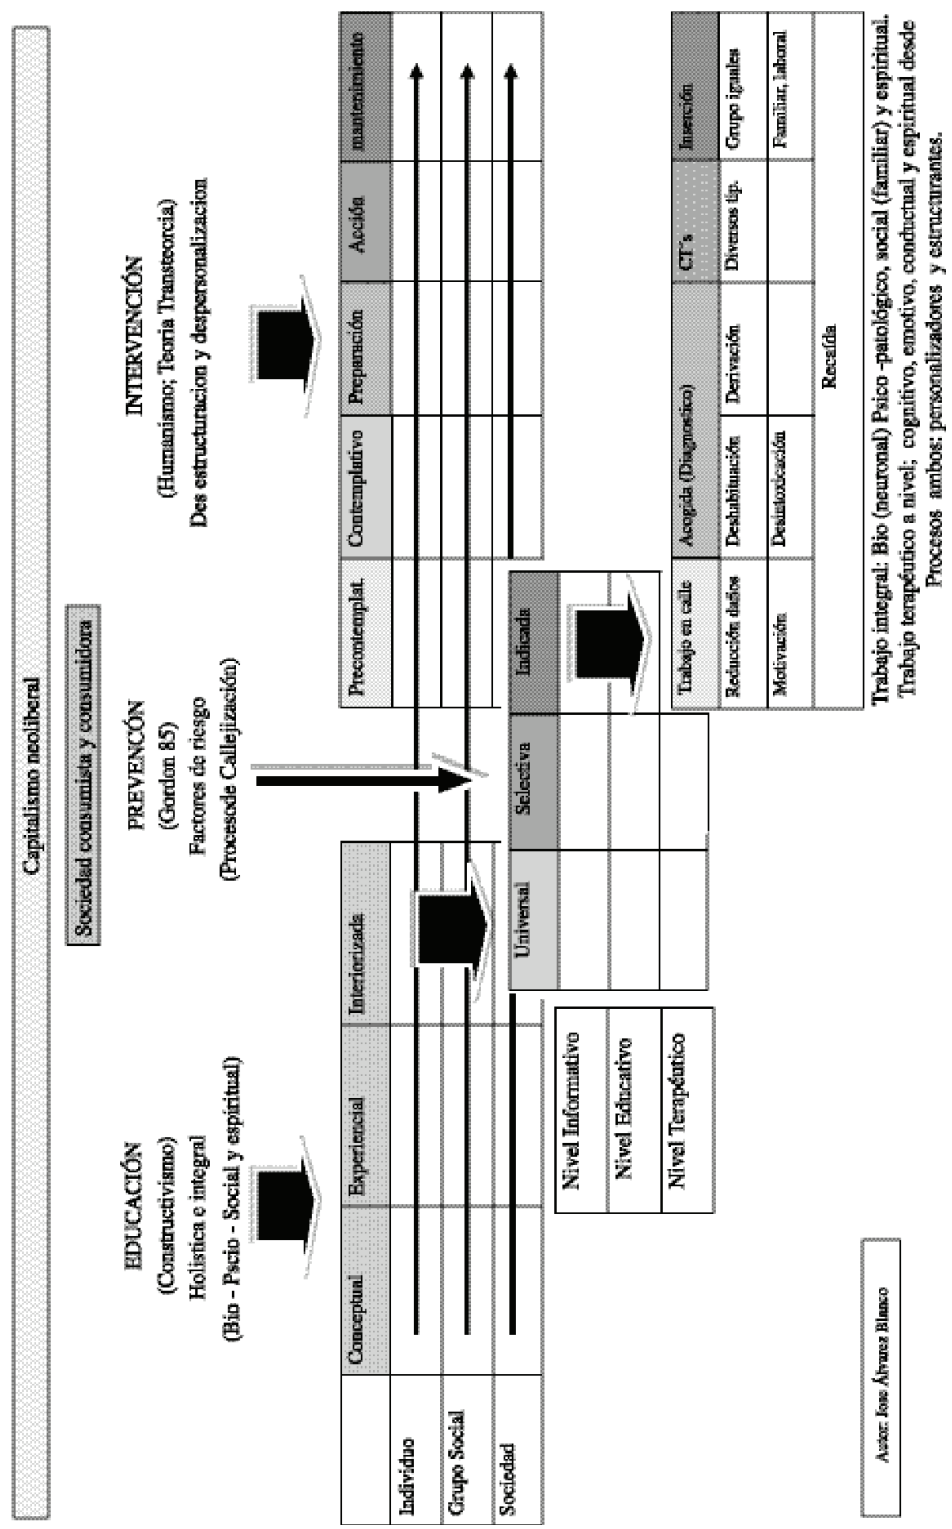 Capitalismo neoliberal
Sociedad consumista y consumidora
EDUCACIÓN
(Constructivismo)
Holistica e integral
(Bio - Pscio - Social y espiritual)
PREVENCÓN
(Gordon 85)
Factores de riesgo
(Procesode Callejización)
INTERVENCIÓN
(Humanismo; Teoria Transteorcia)
Des estructuracion y despersonalizacion
Conceptual Experiencial Interiorizada
Individuo
Grupo Social
Sociedad
Precontemplat. Contemplativo Preparación Acción mantenimiento
Universal Selectiva Indicada
Nivel Informativo
Nivel Educativo
Nivel Terapéutico
Trabajo en calle Acogida (Diagnostico) CT´s Inserción
Reducción daños Deshabituación Derivación Diversos tip. Grupo iguales
Motivación Desintoxicación Familiar, laboral
Recaída
Trabajo integral: Bio (neuronal) Psico -patológico, social (familiar) y espiritual.
Trabajo terapéutico a nivel; cognitivo, emotivo, conductual y espiritual desde
Procesos ambos: personalizadores y estructurantes.
Autor: Jose Álvarez Blanco